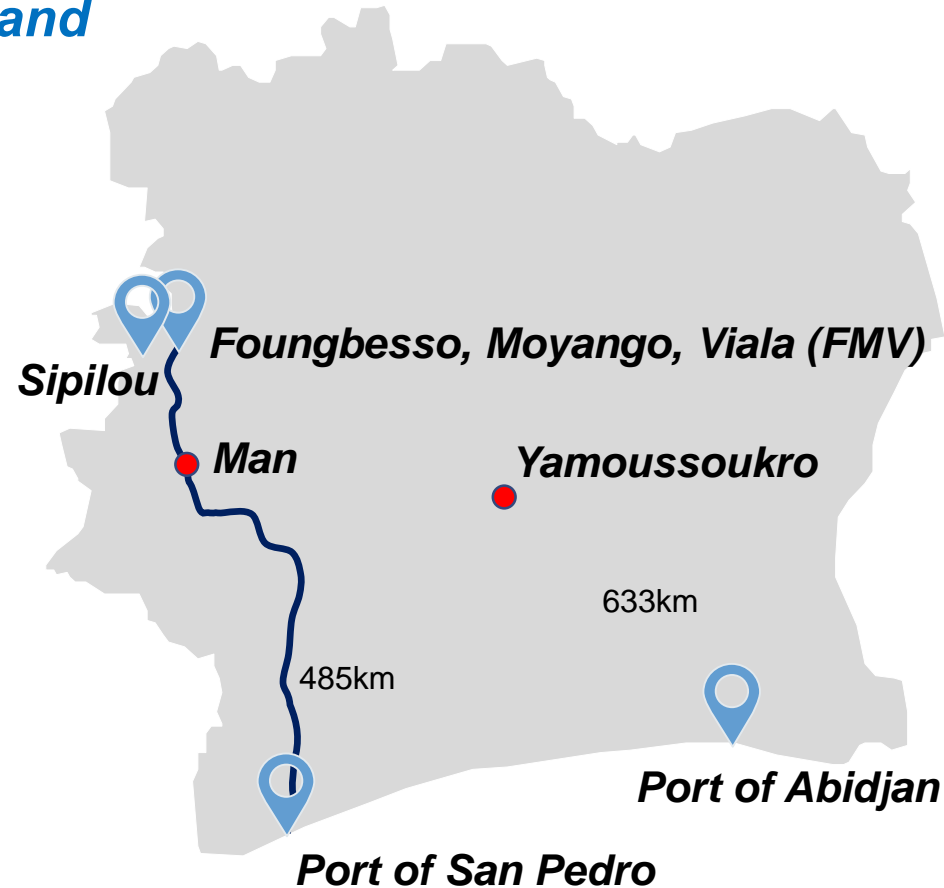 and
Foungbesso, Moyango, Viala (FMV)
Sipilou
Man
Yamoussoukro
633km
485km
Port of Abidjan
Port of San Pedro